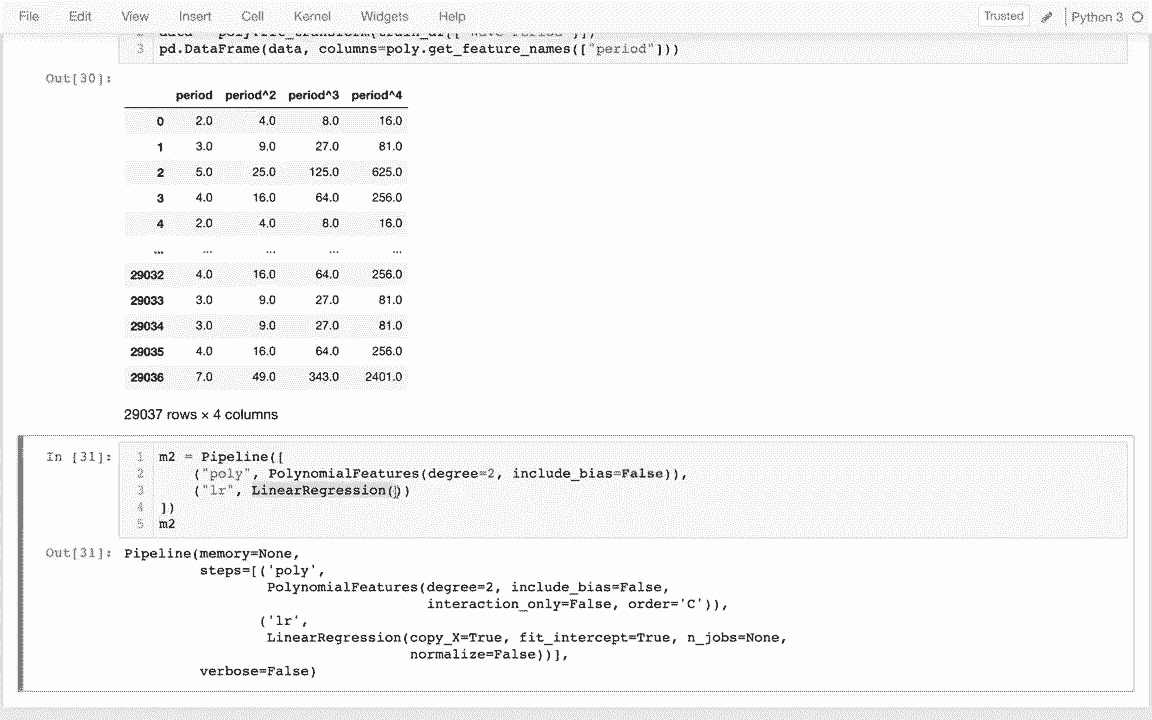 File Edit View Insert Cell Kernel Widgets Help Trusted Python 3
3 pd.DataFrame(data, columns=poly.get_feature_names(["period"]))
Out[30]:
period period^2 period^3 period^4
0 2.0 4.0 8.0 16.0
1 3.0 9.0 27.0 81.0
2 5.0 25.0 125.0 625.0
3 4.0 16.0 64.0 256.0
4 2.0 4.0 8.0 16.0
... ... ... ... ...
29032 4.0 16.0 64.0 256.0
29033 3.0 9.0 27.0 81.0
29034 3.0 9.0 27.0 81.0
29035 4.0 16.0 64.0 256.0
29036 7.0 49.0 343.0 2401.0
29037 rows × 4 columns
In [31]: 1 m2 = Pipeline([
2 ("poly", PolynomialFeatures(degree=2, include_bias=False)),
3 ("lr", LinearRegression())
4 ])
5 m2
Out[31]: Pipeline(memory=None,
steps=[('poly',
PolynomialFeatures(degree=2, include_bias=False,
interaction_only=False, order='C')),
('lr',
LinearRegression(copy_X=True, fit_intercept=True, n_jobs=None,
normalize=False))],
verbose=False)